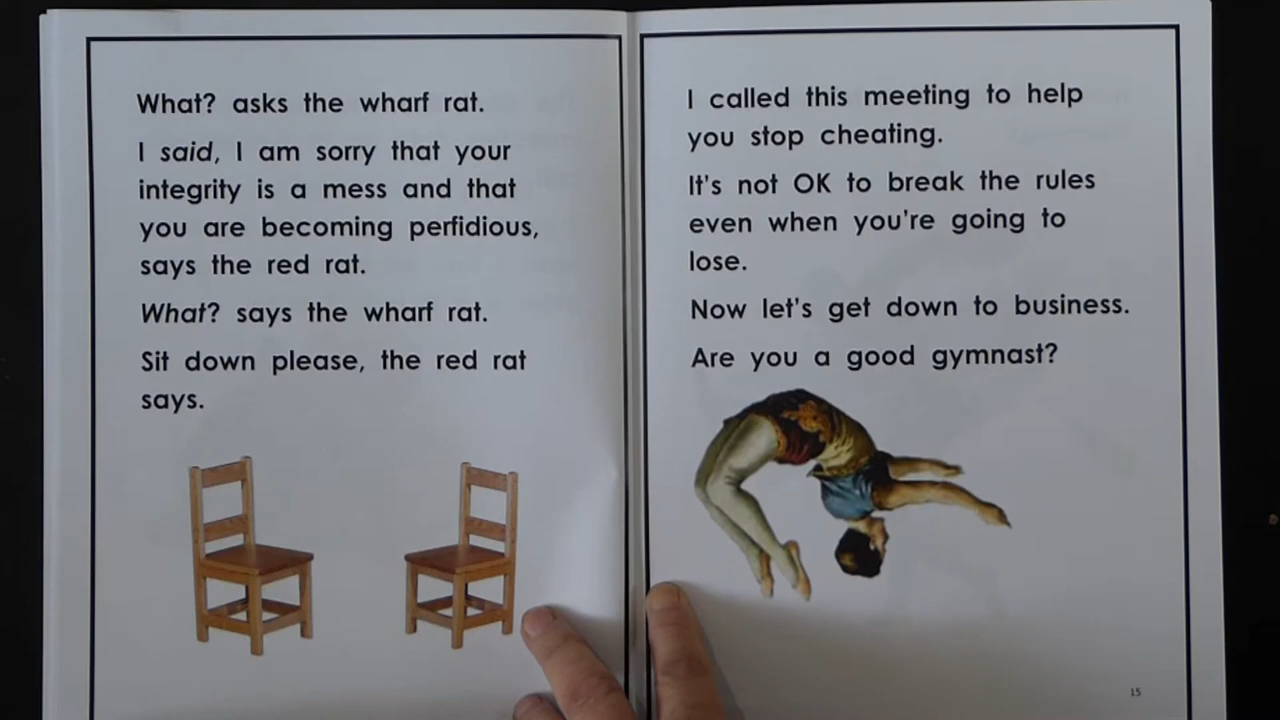 What? asks the wharf rat.
I said, I am sorry that your
integrity is a mess and that
you are becoming perfidious,
says the red rat.
What? says the wharf rat.
Sit down please, the red rat
says.
I called this meeting to help
you stop cheating.
It's not OK to break the rules
even when you're going to
lose.
Now let's get down to business.
Are you a good gymnast?
15